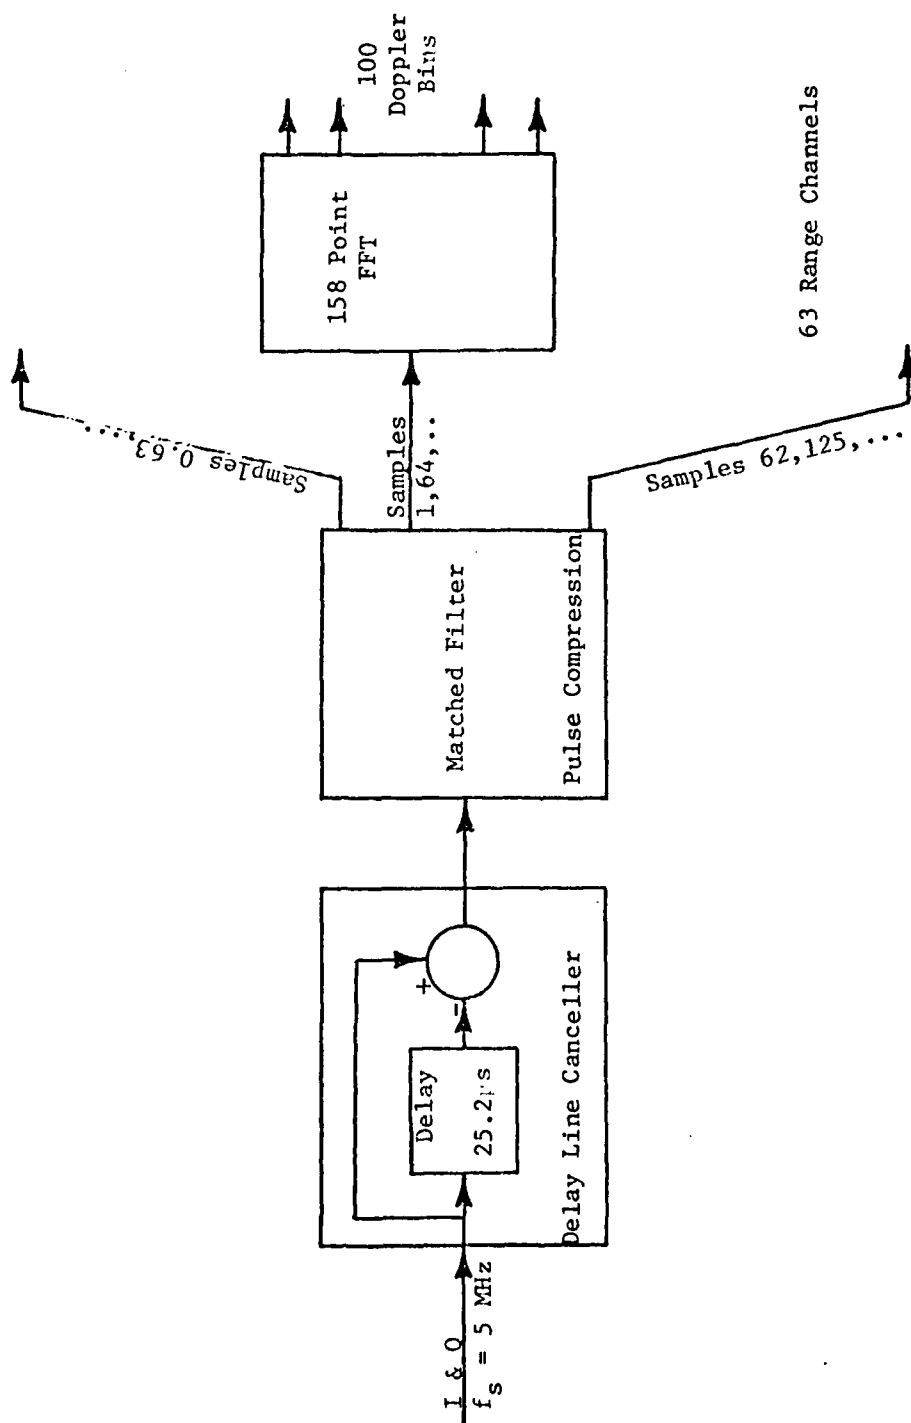 I & Q
f_s = 5 MHz
Delay
25.2μs
+
-
Delay Line Canceller
Matched Filter
Pulse Compression
Samples 0,63,...
Samples
1,64,...
Samples 62,125,...
158 Point
FFT
100
Doppler
Bins
63 Range Channels